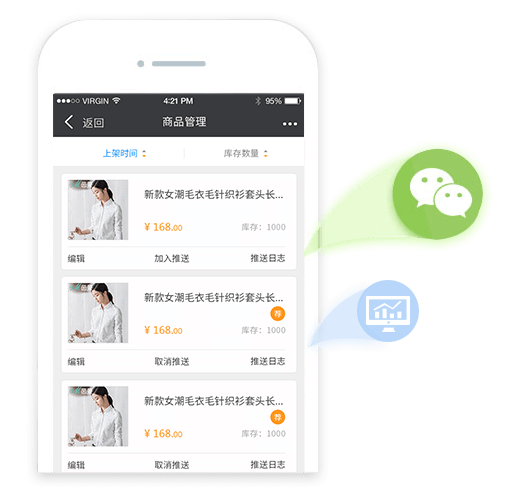 VIRGIN 4:21 PM 95%
返回 商品管理
上架时间 库存数量
新款女潮毛衣毛针织衫套头长...
¥ 168.00 库存：1000
编辑 加入推送 推送日志
新款女潮毛衣毛针织衫套头长...
荐
¥ 168.00 库存：1000
编辑 取消推送 推送日志
新款女潮毛衣毛针织衫套头长...
荐
¥ 168.00 库存：1000
编辑 取消推送 推送日志